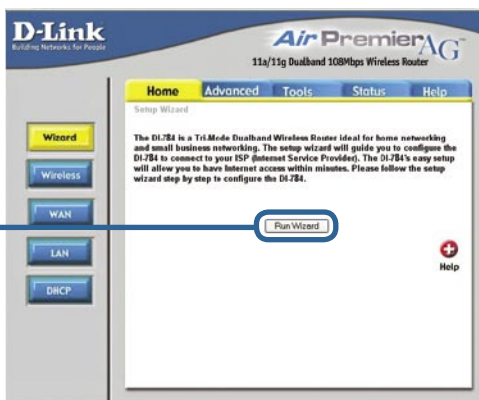 D-Link
Building Networks for People
Air Premier AG
11a/11g Dualband 108Mbps Wireless Router
Home Advanced Tools Status Help
Setup Wizard
Wizard
Wireless
WAN
LAN
DHCP
The DI-784 is a Tri-Mode Dualband Wireless Router ideal for home networking
and small business networking. The setup wizard will guide you to configure the
DI-784 to connect to your ISP (Internet Service Provider). The DI-784's easy setup
will allow you to have Internet access within minutes. Please follow the setup
wizard step by step to configure the DI-784.
Run Wizard
Help